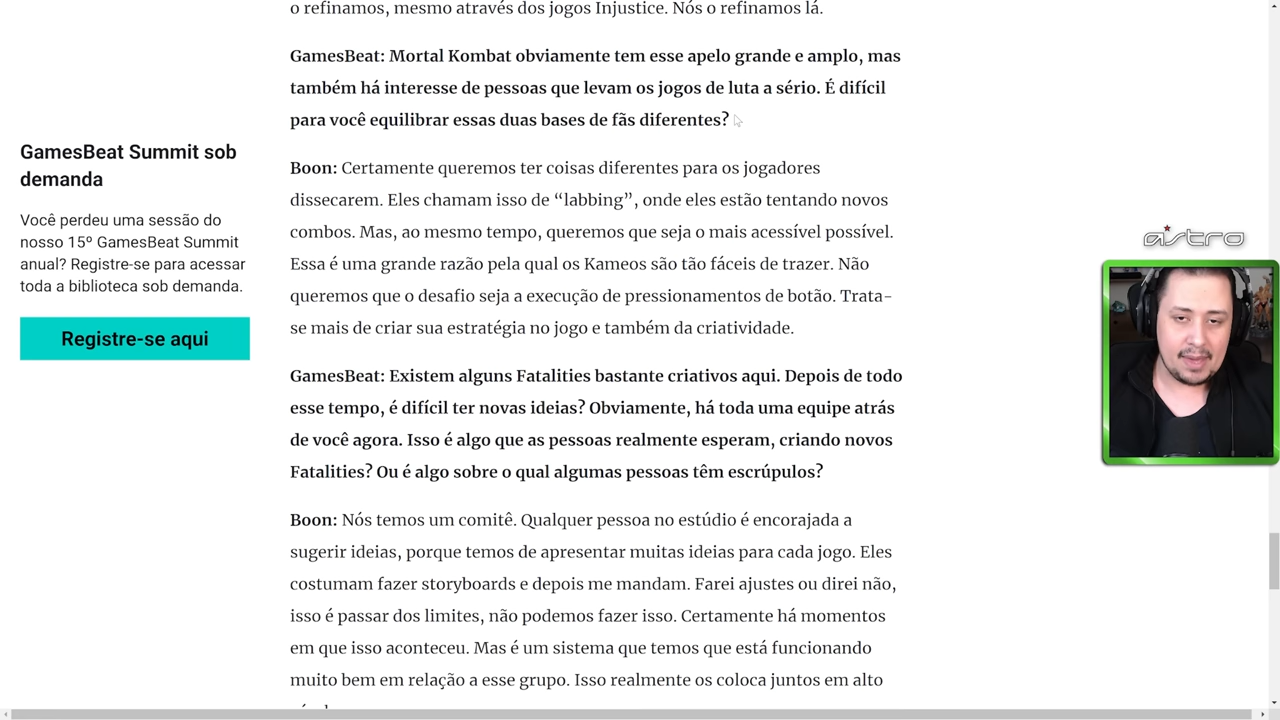 o refinamos, mesmo através dos jogos Injustice. Nós o refinamos lá.
GamesBeat: Mortal Kombat obviamente tem esse apelo grande e amplo, mas
também há interesse de pessoas que levam os jogos de luta a sério. É difícil
para você equilibrar essas duas bases de fãs diferentes?
Boon: Certamente queremos ter coisas diferentes para os jogadores
dissecarem. Eles chamam isso de “labbing”, onde eles estão tentando novos
combos. Mas, ao mesmo tempo, queremos que seja o mais acessível possível.
Essa é uma grande razão pela qual os Kameos são tão fáceis de trazer. Não
queremos que o desafio seja a execução de pressionamentos de botão. Trata-
se mais de criar sua estratégia no jogo e também da criatividade.
GamesBeat: Existem alguns Fatalities bastante criativos aqui. Depois de todo
esse tempo, é difícil ter novas ideias? Obviamente, há toda uma equipe atrás
de você agora. Isso é algo que as pessoas realmente esperam, criando novos
Fatalities? Ou é algo sobre o qual algumas pessoas têm escrúpulos?
Boon: Nós temos um comitê. Qualquer pessoa no estúdio é encorajada a
sugerir ideias, porque temos de apresentar muitas ideias para cada jogo. Eles
costumam fazer storyboards e depois me mandam. Farei ajustes ou direi não,
isso é passar dos limites, não podemos fazer isso. Certamente há momentos
em que isso aconteceu. Mas é um sistema que temos que está funcionando
muito bem em relação a esse grupo. Isso realmente os coloca juntos em alto
GamesBeat Summit sob
demanda
Você perdeu uma sessão do
nosso 15º GamesBeat Summit
anual? Registre-se para acessar
toda a biblioteca sob demanda.
Registre-se aqui
astro